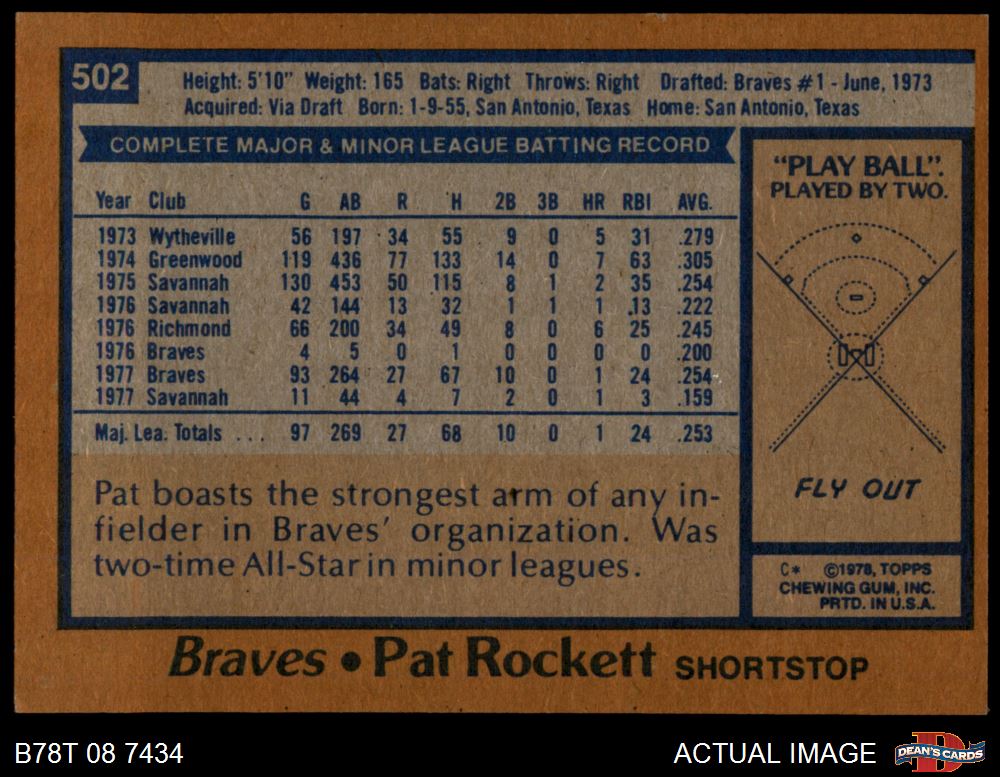 502
Height: 5'10" Weight: 165 Bats: Right Throws: Right Drafted: Braves #1 - June, 1973
Acquired: Via Draft Born: 1-9-55, San Antonio, Texas Home: San Antonio, Texas
COMPLETE MAJOR & MINOR LEAGUE BATTING RECORD
Year Club G AB R H 2B 3B HR RBI AVG.
1973 Wytheville 56 197 34 55 9 0 5 31 .279
1974 Greenwood 119 436 77 133 14 0 7 63 .305
1975 Savannah 130 453 50 115 8 1 2 35 .254
1976 Savannah 42 144 13 32 1 1 1 13 .222
1976 Richmond 66 200 34 49 8 0 6 25 .245
1976 Braves 4 5 0 1 0 0 0 0 .200
1977 Braves 93 264 27 67 10 0 1 24 .254
1977 Savannah 11 44 4 7 2 0 1 3 .159
Maj. Lea. Totals ... 97 269 27 68 10 0 1 24 .253
Pat boasts the strongest arm of any in-
fielder in Braves' organization. Was
two-time All-Star in minor leagues.
"PLAY BALL".
PLAYED BY TWO.
FLY OUT
C* ©1978, TOPPS
CHEWING GUM, INC.
PRTD. IN U.S.A.
Braves • Pat Rockett SHORTSTOP
B78T 08 7434
ACTUAL IMAGE
D
DEAN'S CARDS